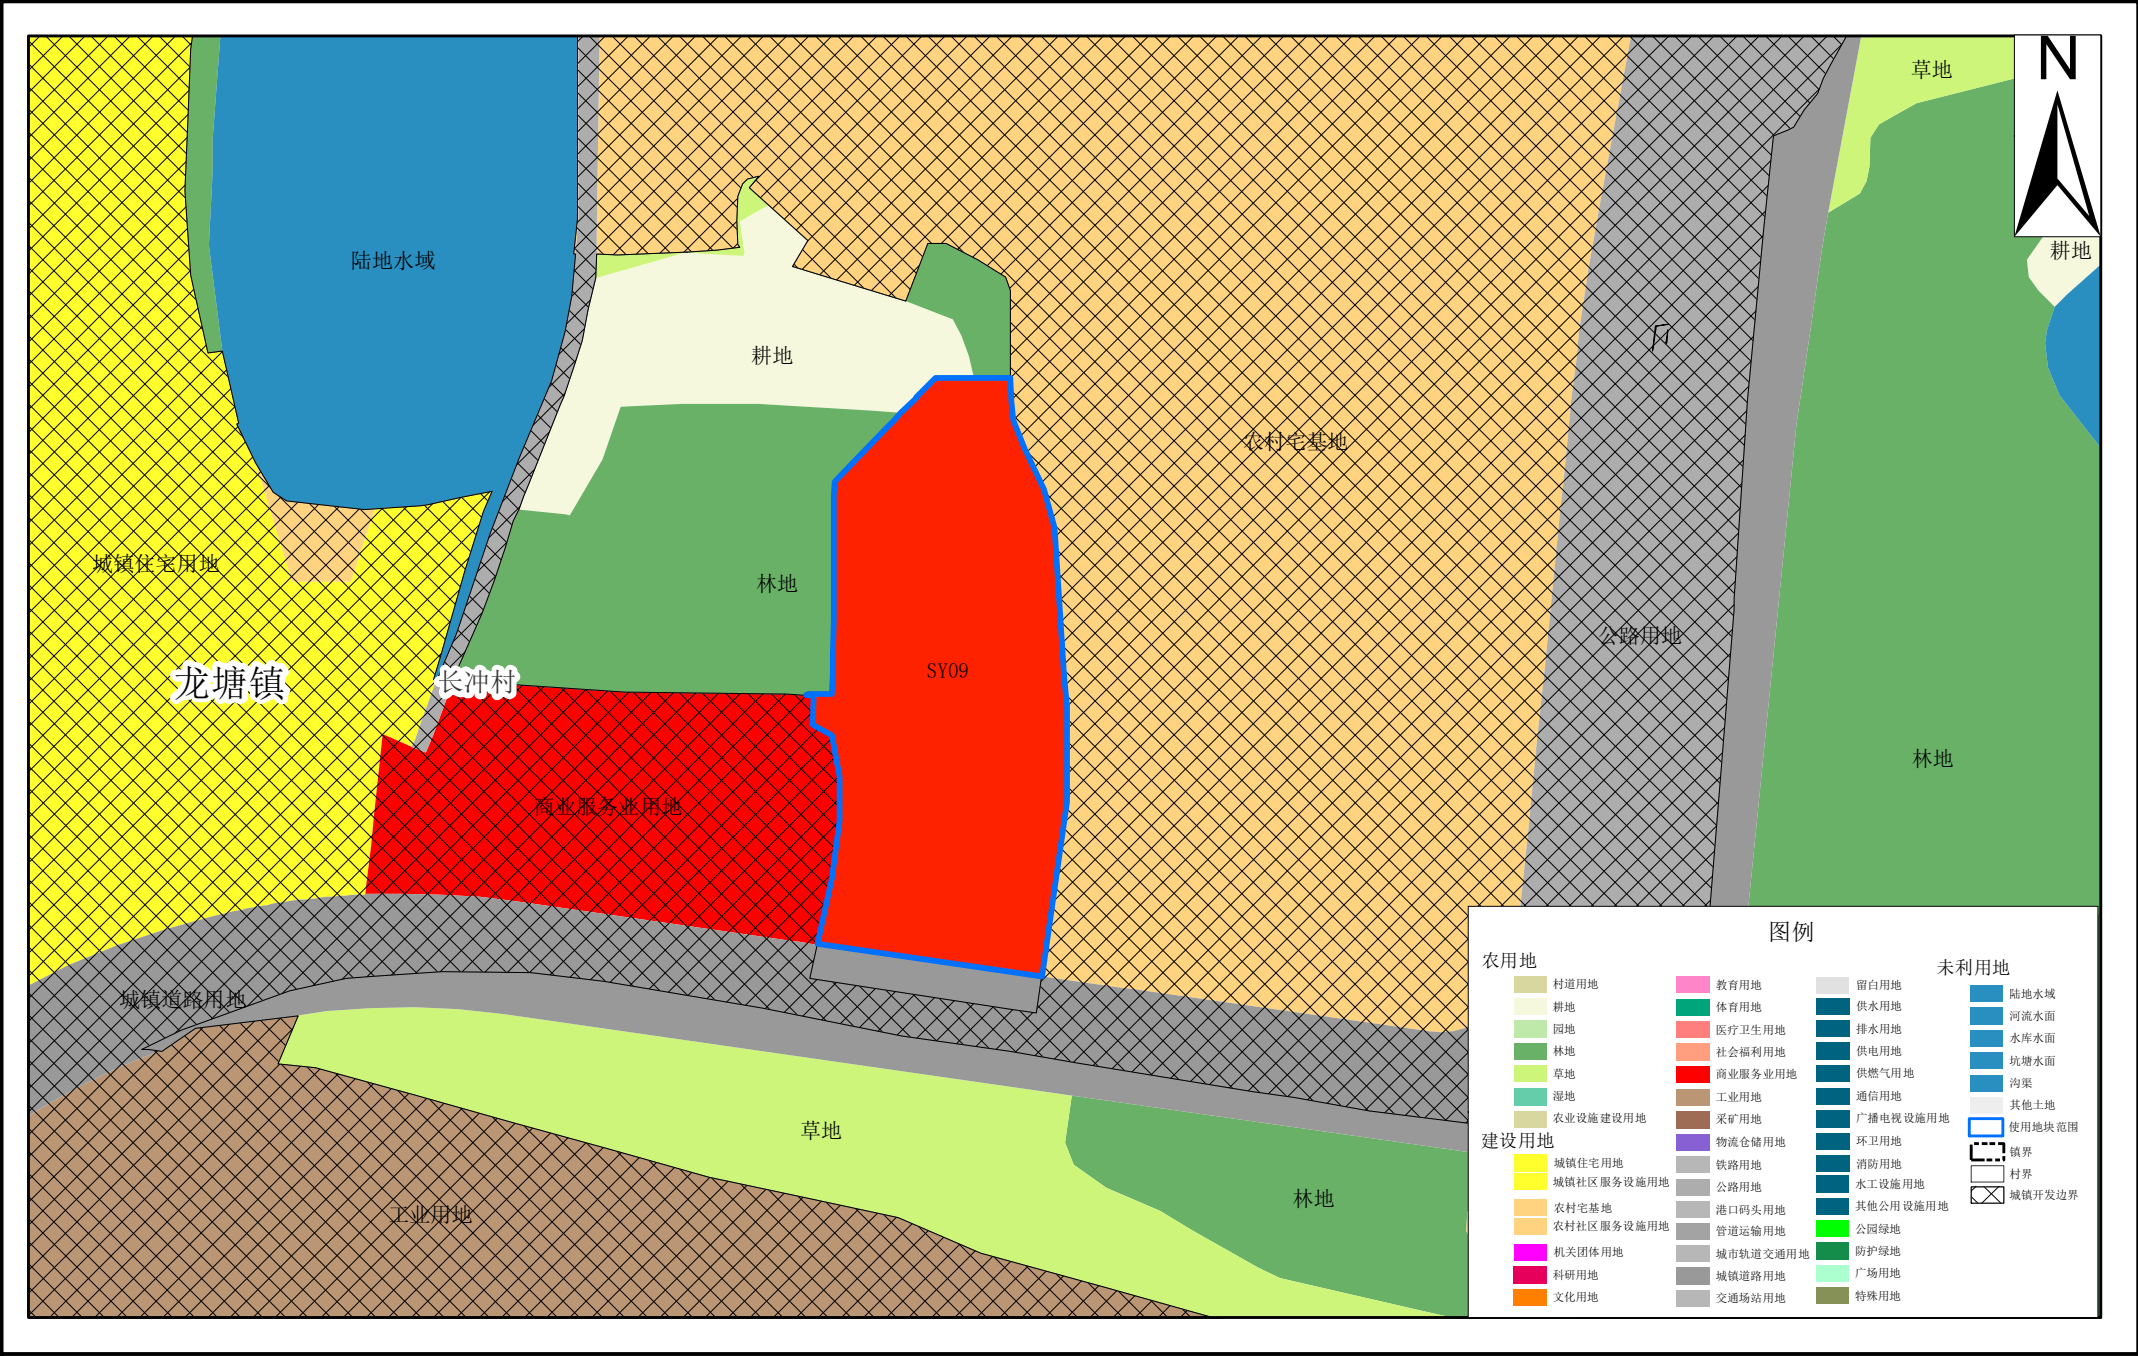 草地
N
耕地
陆地水域
耕地
农村宅基地
城镇住宅用地
林地
公路用地
SY09
龙塘镇
长冲村
林地
商业服务业用地
城镇道路用地
草地
林地
工业用地
图例
农用地
村道用地
耕地
园地
林地
草地
湿地
农业设施建设用地
建设用地
城镇住宅用地
城镇社区服务设施用地
农村宅基地
农村社区服务设施用地
机关团体用地
科研用地
文化用地
教育用地
体育用地
医疗卫生用地
社会福利用地
商业服务业用地
工业用地
采矿用地
物流仓储用地
铁路用地
公路用地
港口码头用地
管道运输用地
城市轨道交通用地
城镇道路用地
交通场站用地
留白用地
供水用地
排水用地
供电用地
供燃气用地
通信用地
广播电视设施用地
环卫用地
消防用地
水工设施用地
其他公用设施用地
公园绿地
防护绿地
广场用地
特殊用地
未利用地
陆地水域
河流水面
水库水面
坑塘水面
沟渠
其他土地
使用地块范围
镇界
村界
城镇开发边界